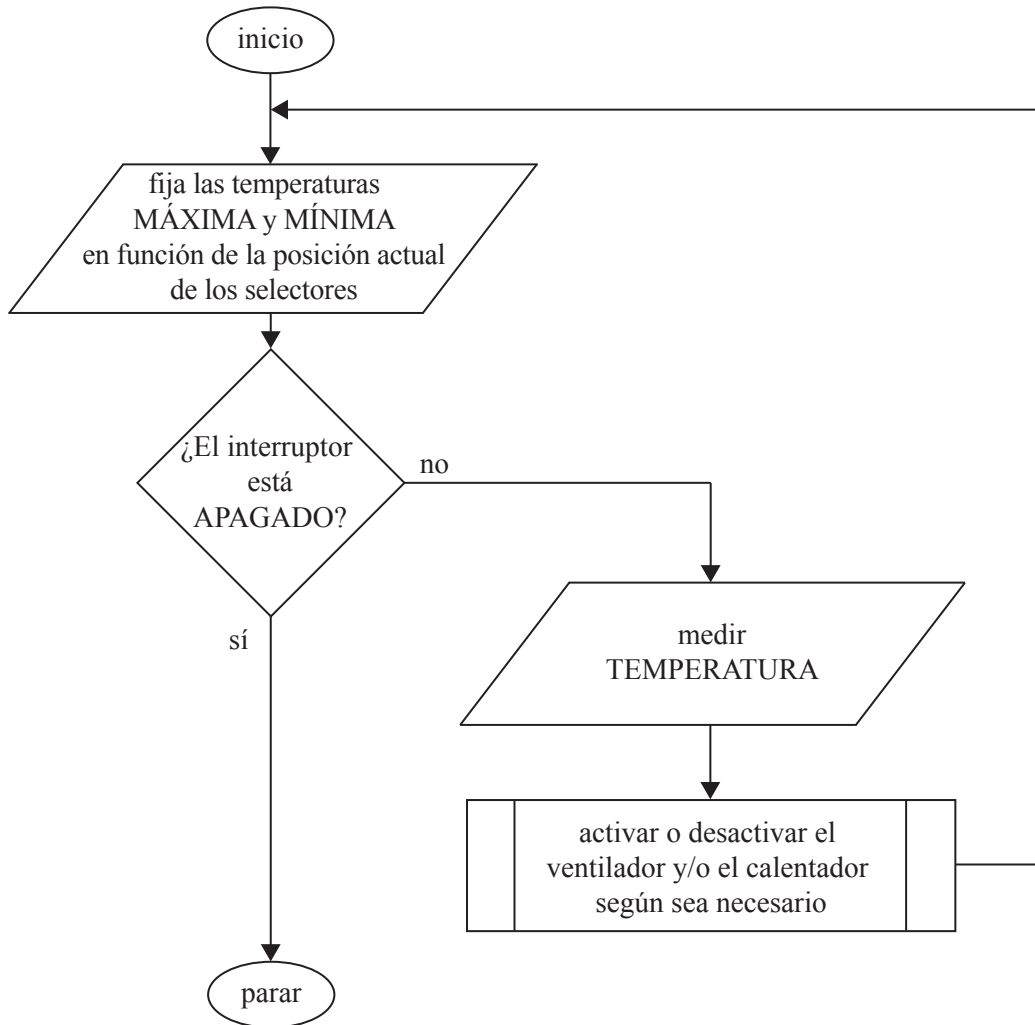 inicio
fija las temperaturas
MÁXIMA y MÍNIMA
en función de la posición actual
de los selectores
¿El interruptor
está
APAGADO?
no
sí
medir
TEMPERATURA
activar o desactivar el
ventilador y/o el calentador
según sea necesario
parar